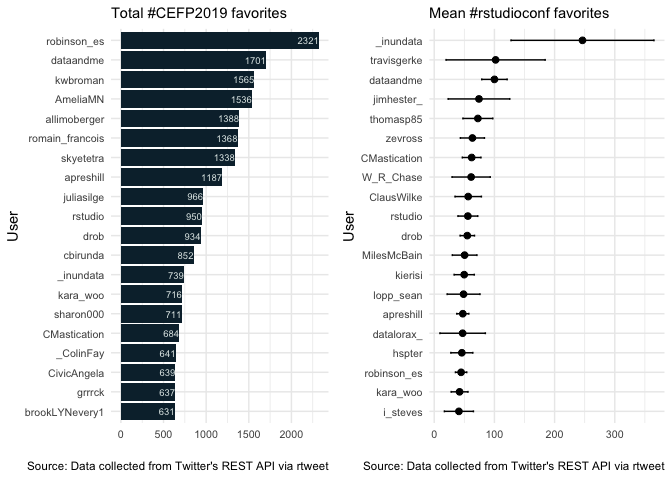 Total #CEFP2019 favorites
User
robinson_es 2321
dataandme 1701
kwbroman 1565
AmeliaMN 1536
allimoberger 1388
romain_francois 1368
skyetetra 1338
apreshill 1187
juliasilge 966
rstudio 950
drob 934
cbirunda 852
_inundata 739
kara_woo 716
sharon000 711
CMastication 684
_ColinFay 641
CivicAngela 639
grrrck 637
brookLYNevery1 631
0 500 1000 1500 2000
Source: Data collected from Twitter's REST API via rtweet
Mean #rstudioconf favorites
User
_inundata
travisgerke
dataandme
jimhester_
thomasp85
zevross
CMastication
W_R_Chase
ClausWilke
rstudio
drob
MilesMcBain
kierisi
lopp_sean
apreshill
datalorax_
hspter
robinson_es
kara_woo
i_steves
0 100 200 300
Source: Data collected from Twitter's REST API via rtweet